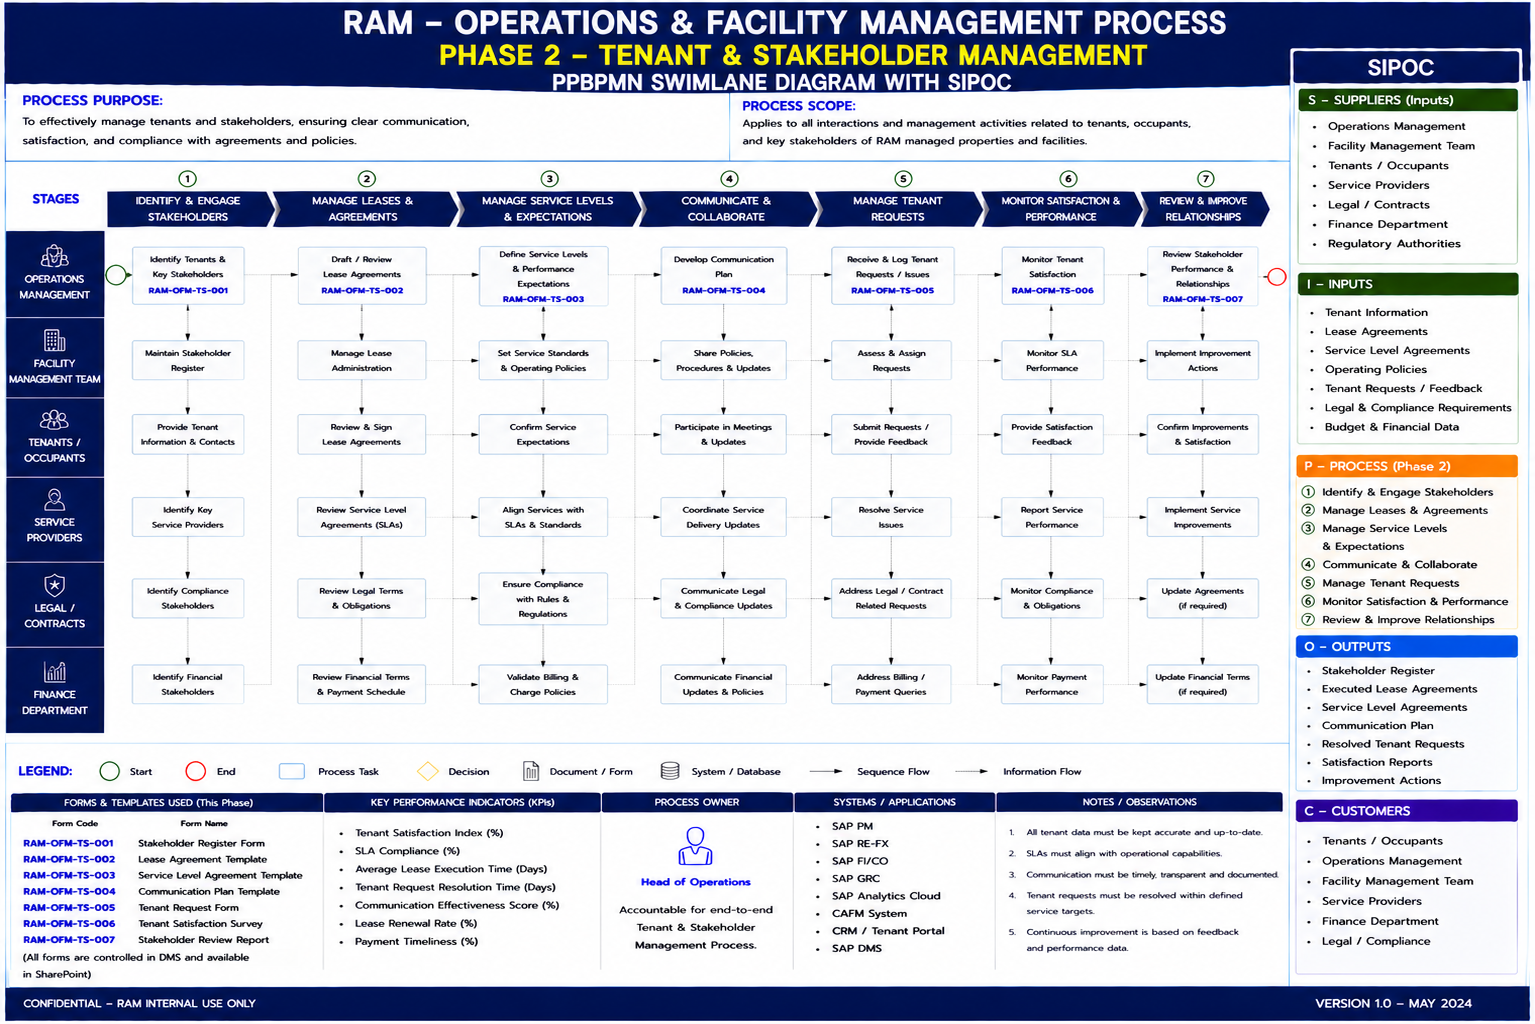 RAM – OPERATIONS & FACILITY MANAGEMENT PROCESS
PHASE 2 – TENANT & STAKEHOLDER MANAGEMENT
PPBPMN SWIMLANE DIAGRAM WITH SIPOC
PROCESS PURPOSE:
To effectively manage tenants and stakeholders, ensuring clear communication,
satisfaction, and compliance with agreements and policies.
PROCESS SCOPE:
Applies to all interactions and management activities related to tenants, occupants,
and key stakeholders of RAM managed properties and facilities.
STAGES
1
IDENTIFY & ENGAGE
STAKEHOLDERS
2
MANAGE LEASES &
AGREEMENTS
3
MANAGE SERVICE LEVELS
& EXPECTATIONS
4
COMMUNICATE &
COLLABORATE
5
MANAGE TENANT
REQUESTS
6
MONITOR SATISFACTION &
PERFORMANCE
7
REVIEW & IMPROVE
RELATIONSHIPS
OPERATIONS
MANAGEMENT
Identify Tenants &
Key Stakeholders
RAM-OFM-TS-001
Draft / Review
Lease Agreements
RAM-OFM-TS-002
Define Service Levels
& Performance
Expectations
RAM-OFM-TS-003
Develop Communication
Plan
RAM-OFM-TS-004
Receive & Log Tenant
Requests / Issues
RAM-OFM-TS-005
Monitor Tenant
Satisfaction
RAM-OFM-TS-006
Review Stakeholder
Performance &
Relationships
RAM-OFM-TS-007
FACILITY
MANAGEMENT TEAM
Maintain Stakeholder
Register
Manage Lease
Administration
Set Service Standards
& Operating Policies
Share Policies,
Procedures & Updates
Assess & Assign
Requests
Monitor SLA
Performance
Implement Improvement
Actions
TENANTS /
OCCUPANTS
Provide Tenant
Information & Contacts
Review & Sign
Lease Agreements
Confirm Service
Expectations
Participate in Meetings
& Updates
Submit Requests /
Provide Feedback
Provide Satisfaction
Feedback
Confirm Improvements
& Satisfaction
SERVICE
PROVIDERS
Identify Key
Service Providers
Review Service Level
Agreements (SLAs)
Align Services with
SLAs & Standards
Coordinate Service
Delivery Updates
Resolve Service
Issues
Report Service
Performance
Implement Service
Improvements
LEGAL /
CONTRACTS
Identify Compliance
Stakeholders
Review Legal Terms
& Obligations
Ensure Compliance
with Rules &
Regulations
Communicate Legal
& Compliance Updates
Address Legal / Contract
Related Requests
Monitor Compliance
& Obligations
Update Agreements
(if required)
FINANCE
DEPARTMENT
Identify Financial
Stakeholders
Review Financial Terms
& Payment Schedule
Validate Billing &
Charge Policies
Communicate Financial
Updates & Policies
Address Billing /
Payment Queries
Monitor Payment
Performance
Update Financial Terms
(if required)
LEGEND:
Start
End
Process Task
Decision
Document / Form
System / Database
Sequence Flow
Information Flow
FORMS & TEMPLATES USED (This Phase)
Form Code Form Name
RAM-OFM-TS-001 Stakeholder Register Form
RAM-OFM-TS-002 Lease Agreement Template
RAM-OFM-TS-003 Service Level Agreement Template
RAM-OFM-TS-004 Communication Plan Template
RAM-OFM-TS-005 Tenant Request Form
RAM-OFM-TS-006 Tenant Satisfaction Survey
RAM-OFM-TS-007 Stakeholder Review Report
(All forms are controlled in DMS and available
in SharePoint)
KEY PERFORMANCE INDICATORS (KPIs)
• Tenant Satisfaction Index (%)
• SLA Compliance (%)
• Average Lease Execution Time (Days)
• Tenant Request Resolution Time (Days)
• Communication Effectiveness Score (%)
• Lease Renewal Rate (%)
• Payment Timeliness (%)
PROCESS OWNER
Head of Operations
Accountable for end-to-end
Tenant & Stakeholder
Management Process.
SYSTEMS / APPLICATIONS
• SAP PM
• SAP RE-FX
• SAP FI/CO
• SAP GRC
• SAP Analytics Cloud
• CAFM System
• CRM / Tenant Portal
• SAP DMS
NOTES / OBSERVATIONS
1. All tenant data must be kept accurate and up-to-date.
2. SLAs must align with operational capabilities.
3. Communication must be timely, transparent and documented.
4. Tenant requests must be resolved within defined
service targets.
5. Continuous improvement is based on feedback
and performance data.
SIPOC
S – SUPPLIERS (Inputs)
• Operations Management
• Facility Management Team
• Tenants / Occupants
• Service Providers
• Legal / Contracts
• Finance Department
• Regulatory Authorities
I – INPUTS
• Tenant Information
• Lease Agreements
• Service Level Agreements
• Operating Policies
• Tenant Requests / Feedback
• Legal & Compliance Requirements
• Budget & Financial Data
P – PROCESS (Phase 2)
1 Identify & Engage Stakeholders
2 Manage Leases & Agreements
3 Manage Service Levels
& Expectations
4 Communicate & Collaborate
5 Manage Tenant Requests
6 Monitor Satisfaction & Performance
7 Review & Improve Relationships
O – OUTPUTS
• Stakeholder Register
• Executed Lease Agreements
• Service Level Agreements
• Communication Plan
• Resolved Tenant Requests
• Satisfaction Reports
• Improvement Actions
C – CUSTOMERS
• Tenants / Occupants
• Operations Management
• Facility Management Team
• Service Providers
• Finance Department
• Legal / Compliance
CONFIDENTIAL – RAM INTERNAL USE ONLY
VERSION 1.0 – MAY 2024